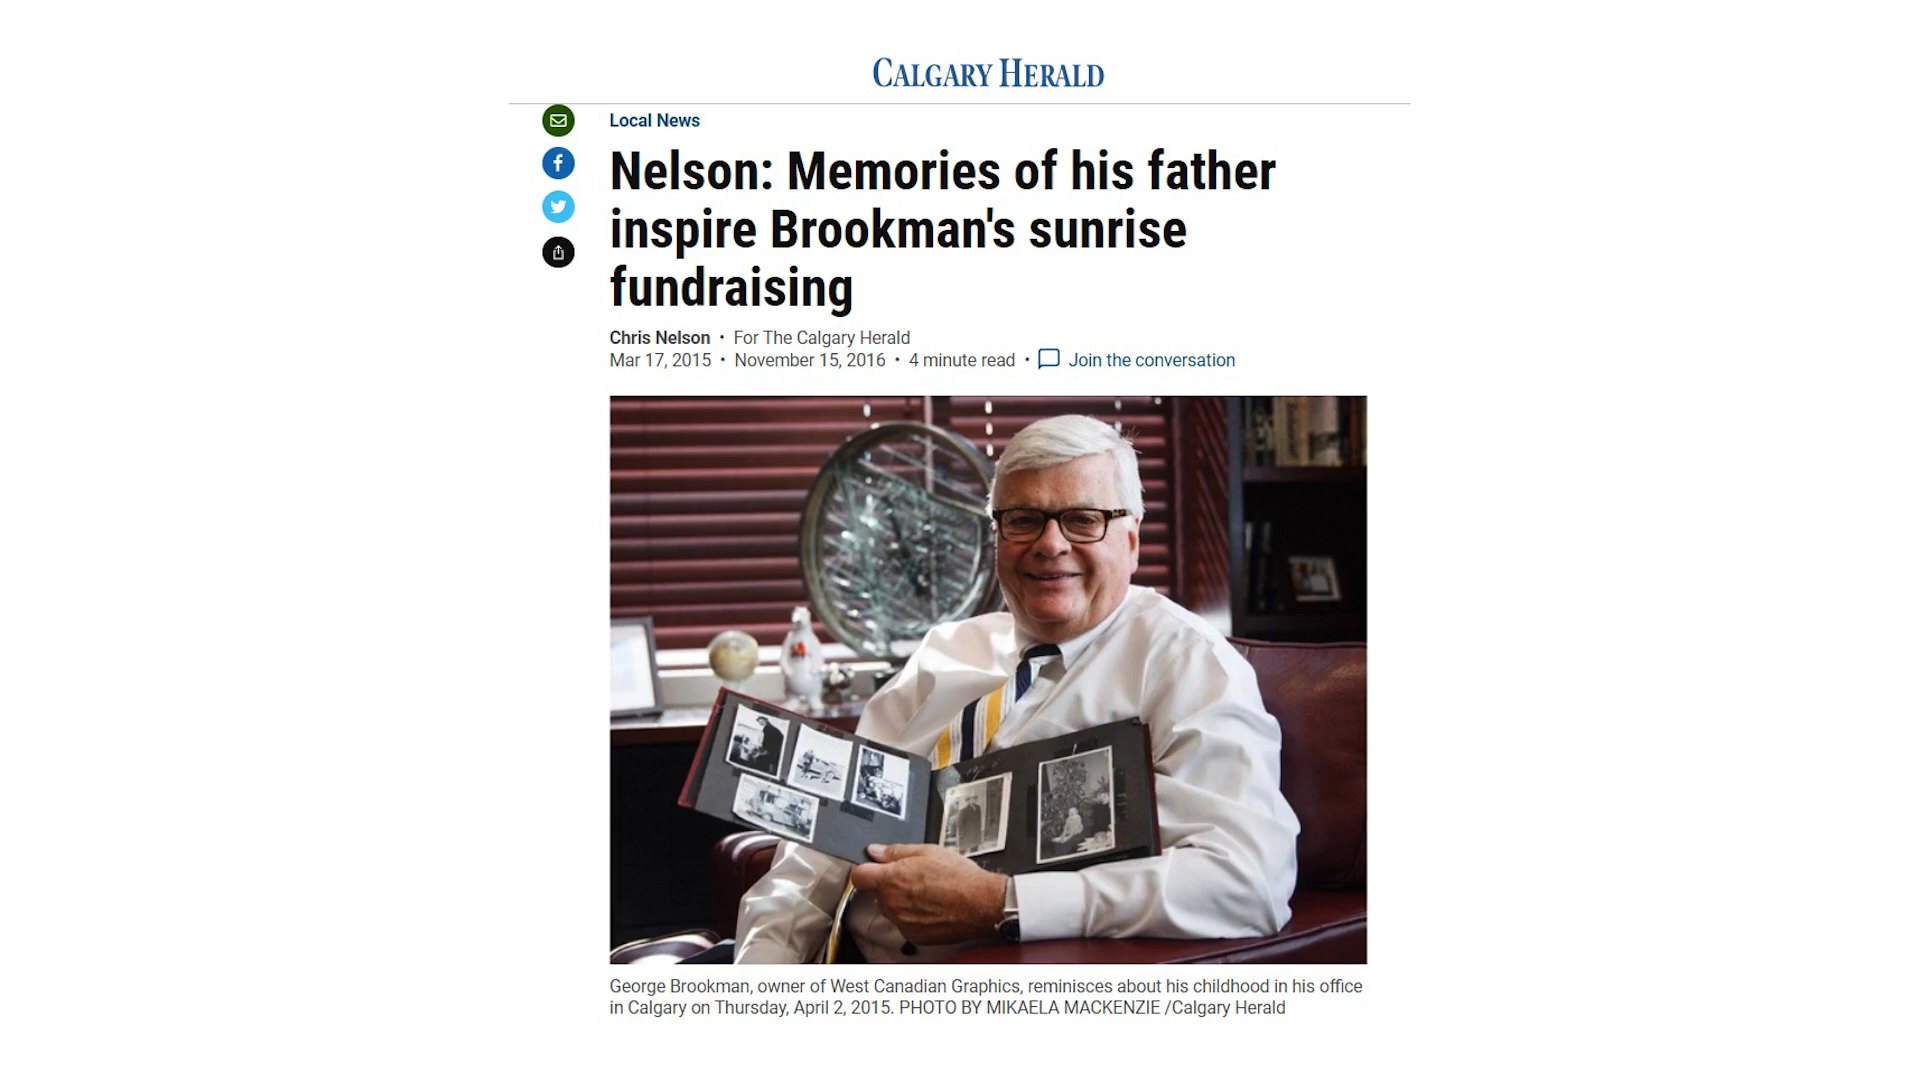 CALGARY HERALD
Local News
Nelson: Memories of his father
inspire Brookman's sunrise
fundraising
Chris Nelson • For The Calgary Herald
Mar 17, 2015 • November 15, 2016 • 4 minute read • Join the conversation
George Brookman, owner of West Canadian Graphics, reminisces about his childhood in his office
in Calgary on Thursday, April 2, 2015. PHOTO BY MIKAELA MACKENZIE /Calgary Herald